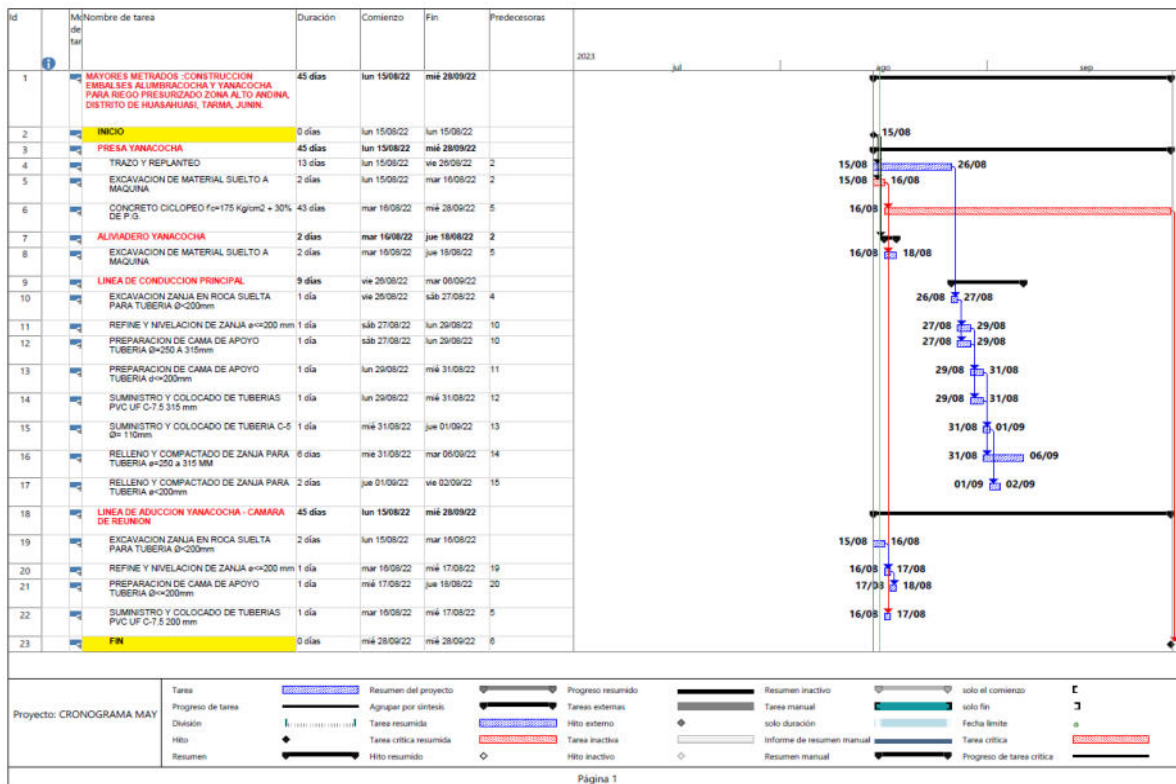 Id
Mo
de
tar
Nombre de tarea
Duración
Comienzo
Fin
Predecesoras
2023
jul
ago
sep
1 MAYORES METRADOS :CONSTRUCCION 45 días lun 15/08/22 mié 28/09/22
EMBALSES ALUMBRACOCHA Y YANACOCHA
PARA RIEGO PRESURIZADO ZONA ALTO ANDINA,
DISTRITO DE HUASAHUASI, TARMA, JUNIN.
2 INICIO 0 días lun 15/08/22 lun 15/08/22 15/08
3 PRESA YANACOCHA 45 días lun 15/08/22 mié 28/09/22
4 TRAZO Y REPLANTEO 13 días lun 15/08/22 vie 26/08/22 2 15/08 26/08
5 EXCAVACION DE MATERIAL SUELTO A 2 días lun 15/08/22 mar 16/08/22 2 15/08 16/08
MAQUINA
6 CONCRETO CICLOPEO f'c=175 Kg/cm2 + 30% 43 días mar 16/08/22 mié 28/09/22 5 16/08
DE P.G.
7 ALIVIADERO YANACOCHA 2 días mar 16/08/22 jue 18/08/22 2
8 EXCAVACION DE MATERIAL SUELTO A 2 días mar 16/08/22 jue 18/08/22 5 16/08 18/08
MAQUINA
9 LINEA DE CONDUCCION PRINCIPAL 9 días vie 26/08/22 mar 06/09/22
10 EXCAVACION ZANJA EN ROCA SUELTA 1 día vie 26/08/22 sáb 27/08/22 4 26/08 27/08
PARA TUBERIA Ø<200mm
11 REFINE Y NIVELACION DE ZANJA ø<=200 mm 1 día sáb 27/08/22 lun 29/08/22 10 27/08 29/08
12 PREPARACION DE CAMA DE APOYO 1 día sáb 27/08/22 lun 29/08/22 10 27/08 29/08
TUBERIA Ø=250 A 315mm
13 PREPARACION DE CAMA DE APOYO 1 día lun 29/08/22 mié 31/08/22 11 29/08 31/08
TUBERIA d<=200mm
14 SUMINISTRO Y COLOCADO DE TUBERIAS 1 día lun 29/08/22 mié 31/08/22 12 29/08 31/08
PVC UF C-7.5 315 mm
15 SUMINISTRO Y COLOCADO DE TUBERIA C-5 1 día mié 31/08/22 jue 01/09/22 13 31/08 01/09
Ø= 110mm
16 RELLENO Y COMPACTADO DE ZANJA PARA 6 días mié 31/08/22 mar 06/09/22 14 31/08 06/09
TUBERIA ø=250 a 315 MM
17 RELLENO Y COMPACTADO DE ZANJA PARA 2 días jue 01/09/22 vie 02/09/22 15 01/09 02/09
TUBERIA ø<200mm
18 LINEA DE ADUCCION YANACOCHA - CAMARA 45 días lun 15/08/22 mié 28/09/22
DE REUNION
19 EXCAVACION ZANJA EN ROCA SUELTA 2 días lun 15/08/22 mar 16/08/22 15/08 16/08
PARA TUBERIA Ø<200mm
20 REFINE Y NIVELACION DE ZANJA ø<=200 mm 1 día mar 16/08/22 mié 17/08/22 19 16/08 17/08
21 PREPARACION DE CAMA DE APOYO 1 día mié 17/08/22 jue 18/08/22 20 17/08 18/08
TUBERIA Ø<=200mm
22 SUMINISTRO Y COLOCADO DE TUBERIAS 1 día mar 16/08/22 mié 17/08/22 5 16/08 17/08
PVC UF C-7.5 200 mm
23 FIN 0 días mié 28/09/22 mié 28/09/22 6
Proyecto: CRONOGRAMA MAY
Tarea Resumen del proyecto Progreso resumido Resumen inactivo solo el comienzo
Progreso de tarea Agrupar por síntesis Tareas externas Tarea manual solo fin
División Tarea resumida Hito externo solo duración Fecha límite
Hito Tarea crítica resumida Tarea inactiva Informe de resumen manual Tarea crítica
Resumen Hito resumido Hito inactivo Resumen manual Progreso de tarea crítica
Página 1